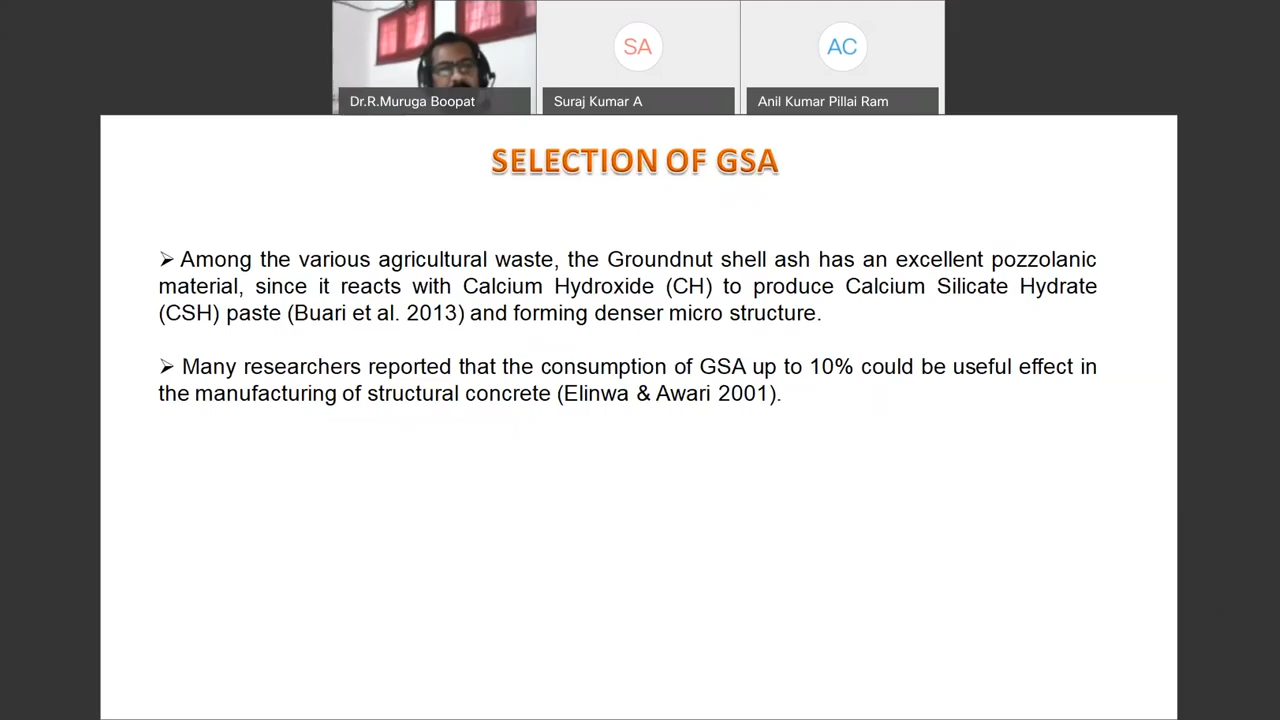 SA
AC
Dr.R.Muruga Boopat
Suraj Kumar A
Anil Kumar Pillai Ram
SELECTION OF GSA
➢ Among the various agricultural waste, the Groundnut shell ash has an excellent pozzolanic
material, since it reacts with Calcium Hydroxide (CH) to produce Calcium Silicate Hydrate
(CSH) paste (Buari et al. 2013) and forming denser micro structure.
➢ Many researchers reported that the consumption of GSA up to 10% could be useful effect in
the manufacturing of structural concrete (Elinwa & Awari 2001).